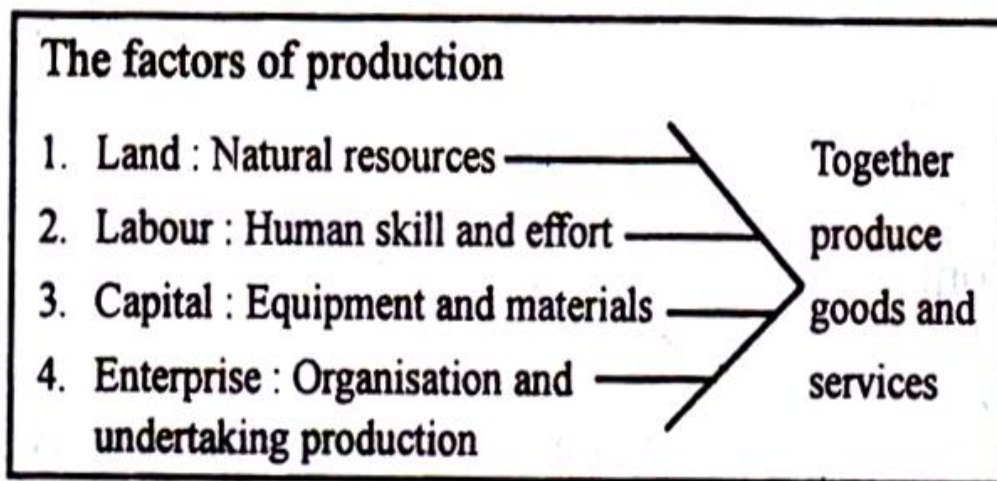 The factors of production
1. Land : Natural resources
2. Labour : Human skill and effort
3. Capital : Equipment and materials
4. Enterprise : Organisation and
undertaking production
Together
produce
goods and
services